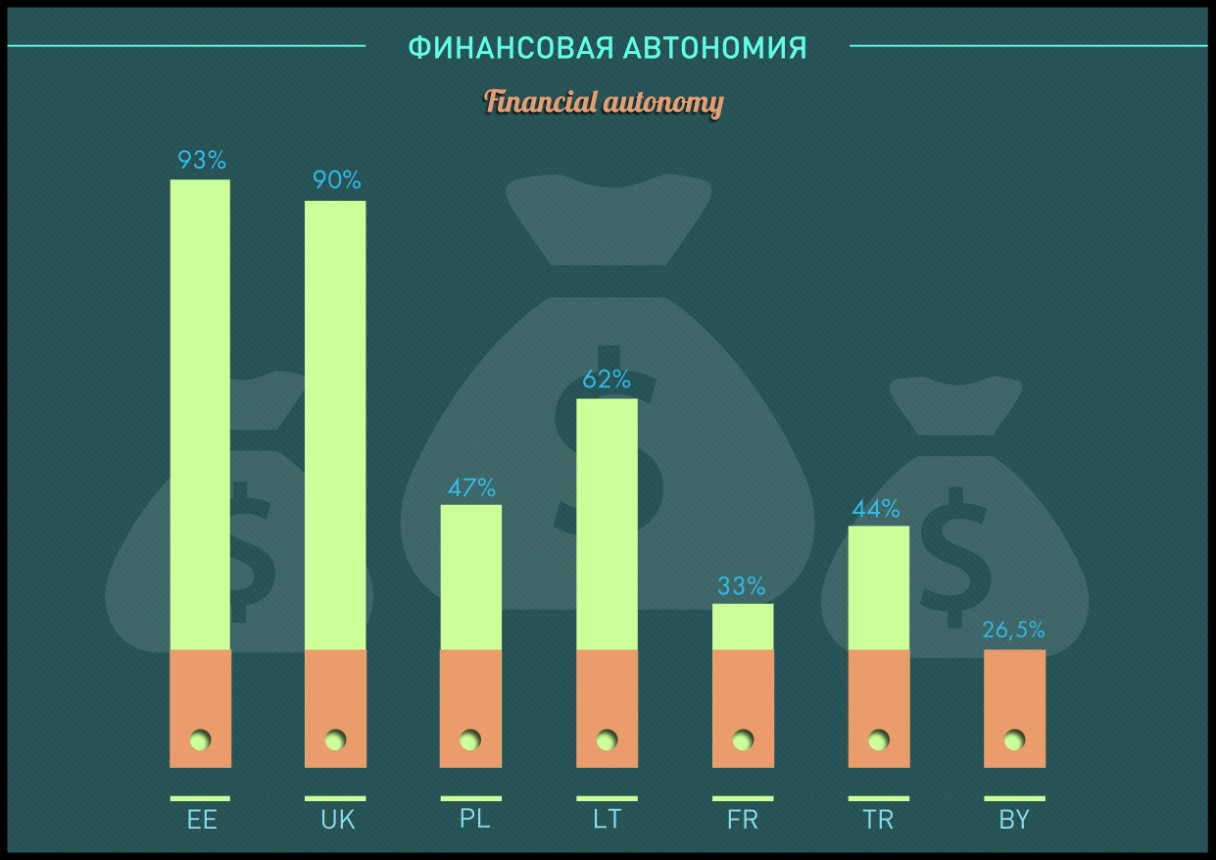 ФИНАНСОВАЯ АВТОНОМИЯ
Financial autonomy
93%
90%
47%
62%
33%
44%
26,5%
EE
UK
PL
LT
FR
TR
BY
$
$
$